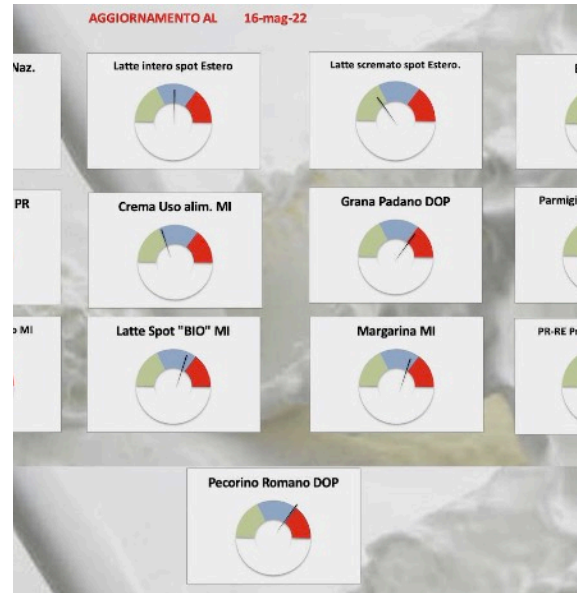 AGGIORNAMENTO AL 16-mag-22
Naz.
Latte intero spot Estero
Latte scremato spot Estero.
PR
Crema Uso alim. MI
Grana Padano DOP
Parmigi
MI
Latte Spot "BIO" MI
Margarina MI
PR-RE Pr
Pecorino Romano DOP